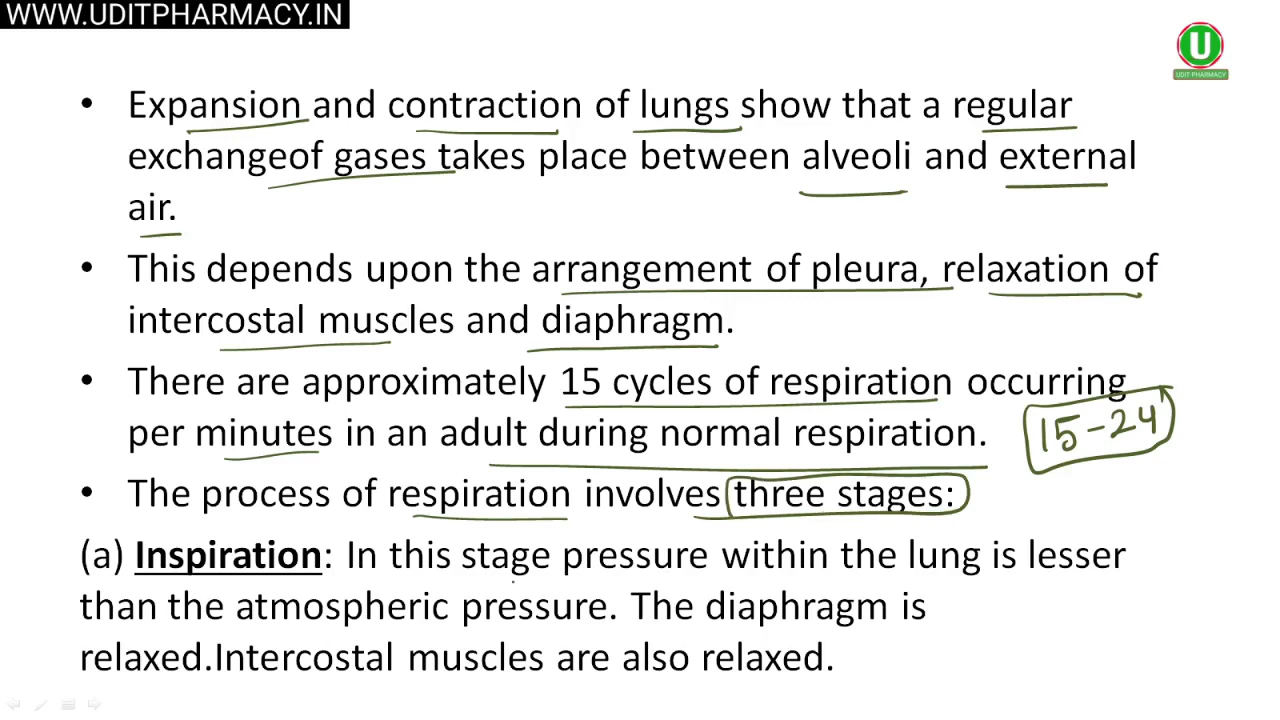 WWW.UDITPHARMACY.IN
U
UDIT PHARMACY
• Expansion and contraction of lungs show that a regular
exchangeof gases takes place between alveoli and external
air.
• This depends upon the arrangement of pleura, relaxation of
intercostal muscles and diaphragm.
• There are approximately 15 cycles of respiration occurring
per minutes in an adult during normal respiration.
15-24
• The process of respiration involves three stages:
(a) Inspiration: In this stage pressure within the lung is lesser
than the atmospheric pressure. The diaphragm is
relaxed.Intercostal muscles are also relaxed.